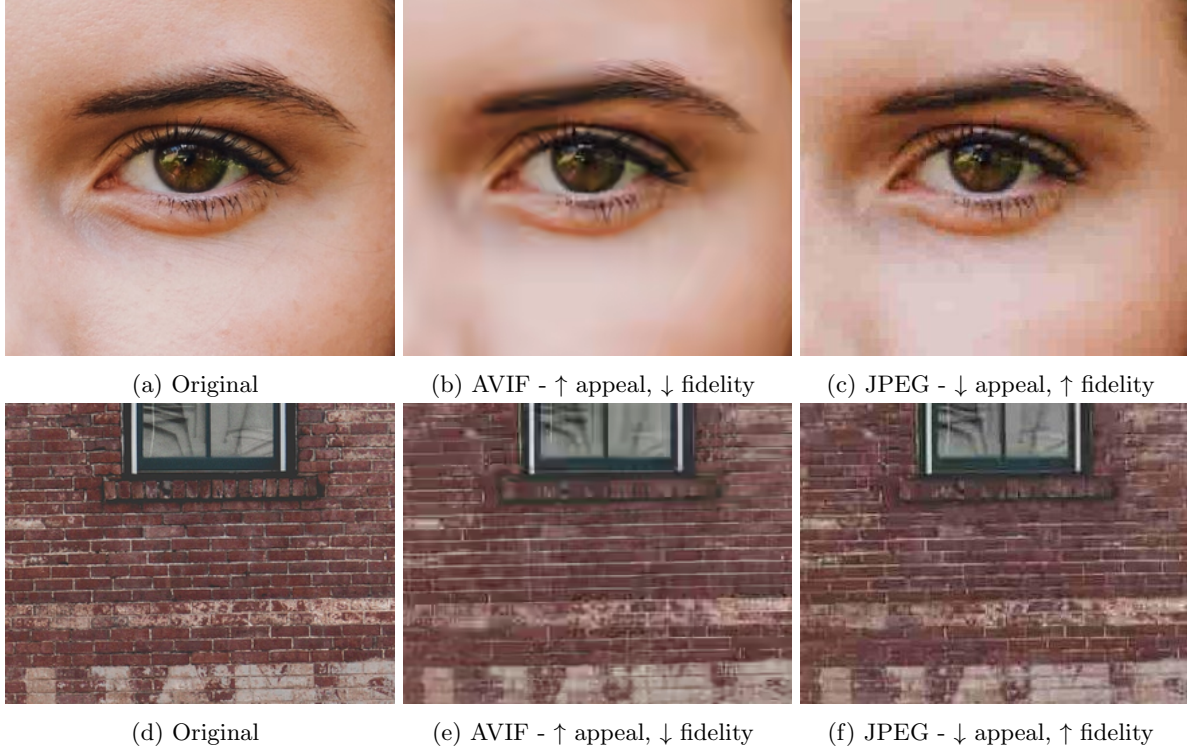 (a) Original
(b) AVIF - ↑ appeal, ↓ fidelity
(c) JPEG - ↓ appeal, ↑ fidelity
(d) Original
(e) AVIF - ↑ appeal, ↓ fidelity
(f) JPEG - ↓ appeal, ↑ fidelity